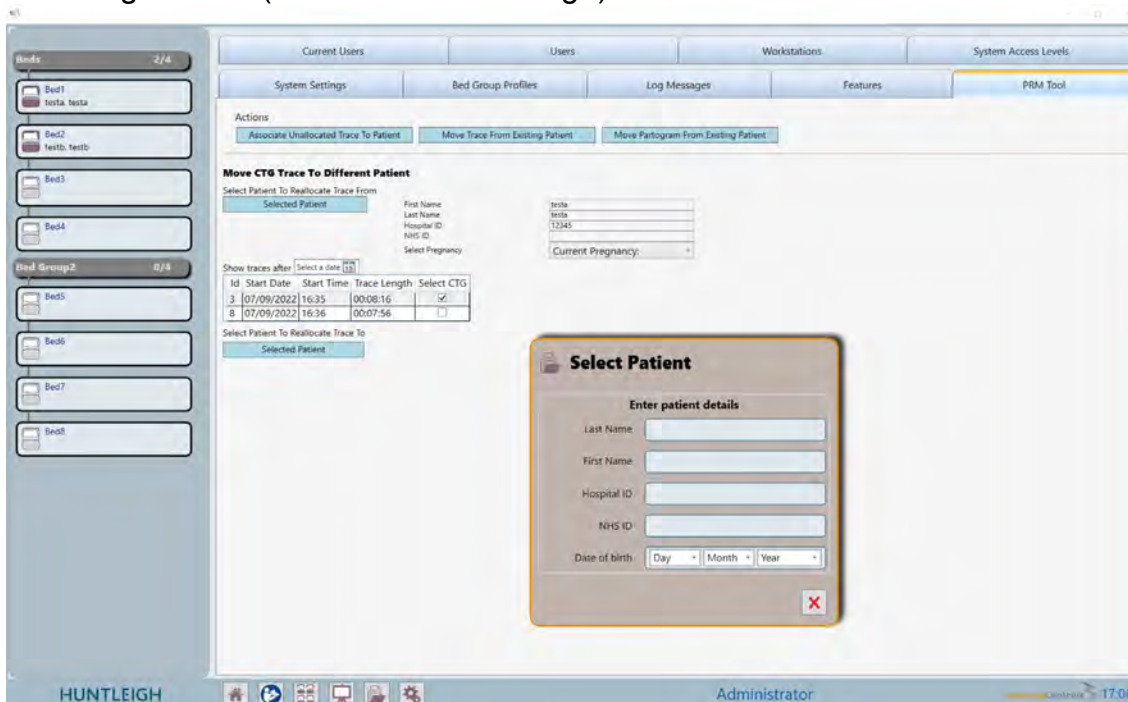 Beds 2/4
Bed1
testa, testa
Bed2
testb, testb
Bed3
Bed4
Bed Group2 0/4
Bed5
Bed6
Bed7
Bed8
Current Users Users Workstations System Access Levels
System Settings Bed Group Profiles Log Messages Features PRM Tool
Actions
Associate Unallocated Trace To Patient Move Trace From Existing Patient Move Partogram From Existing Patient
Move CTG Trace To Different Patient
Select Patient To Reallocate Trace From
Selected Patient
First Name testa
Last Name testa
Hospital ID 12345
NHS ID
Select Pregnancy Current Pregnancy:
Show traces after Select a date 15
Id Start Date Start Time Trace Length Select CTG
3 07/09/2022 16:35 00:08:16
8 07/09/2022 16:36 00:07:56
Select Patient To Reallocate Trace To
Selected Patient
Select Patient
Enter patient details
Last Name
First Name
Hospital ID
NHS ID
Date of birth Day Month Year
HUNTLEIGH Administrator